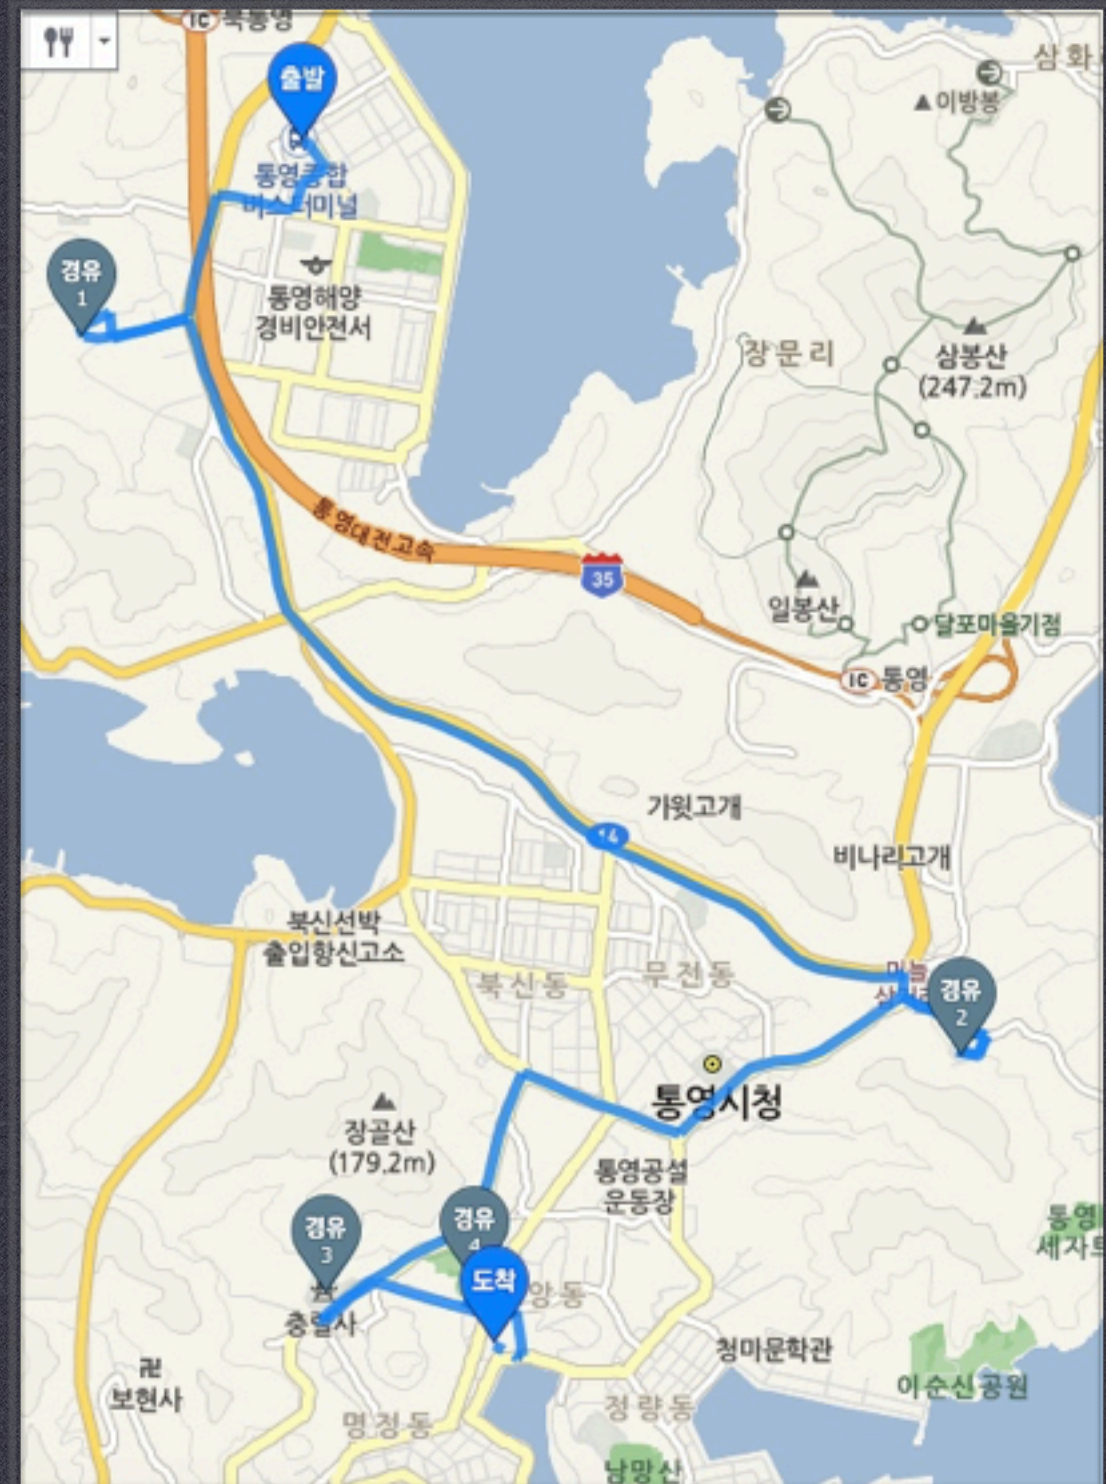 IC 북통영
출발
삼화
이방봉
통영종합
버스터미널
경유
1
통영해양
경비안전서
장문리
삼봉산
(247.2m)
통영대전고속
35
일봉산
달포마을기점
IC 통영
가윗고개
14
비나리고개
북신선박
출입항신고소
미늘
삼거리
북신동
무전동
경유
2
통영시청
장골산
(179.2m)
통영공설
운동장
경유
3
경유
4
통영
세자트
도착
충렬사
청미문학관
보현사
이순신공원
명정동
정량동
남망산